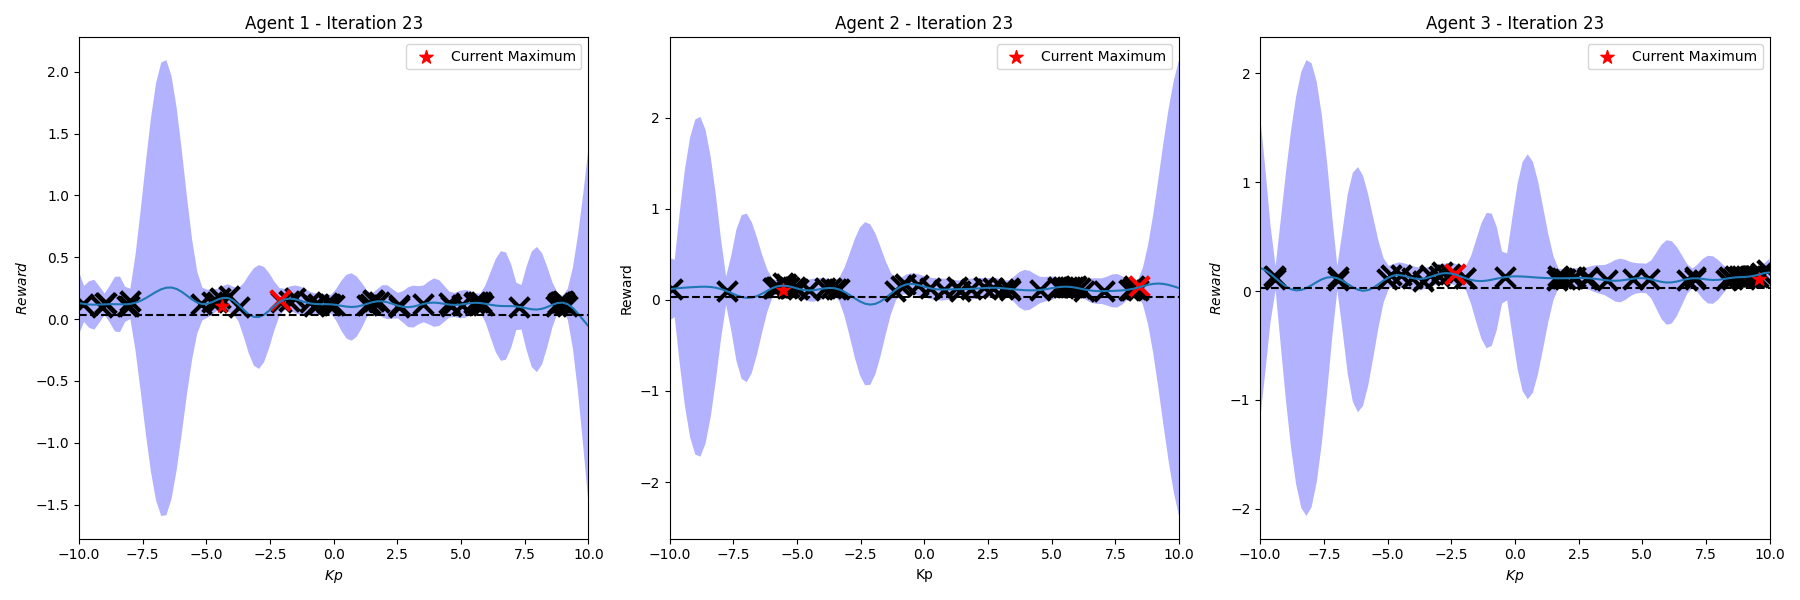 Agent 1 - Iteration 23
Current Maximum
2.0
1.5
1.0
0.5
0.0
−0.5
−1.0
−1.5
Reward
−10.0 −7.5 −5.0 −2.5 0.0 2.5 5.0 7.5 10.0
Kp
Agent 2 - Iteration 23
Current Maximum
2
1
0
−1
−2
Reward
−10.0 −7.5 −5.0 −2.5 0.0 2.5 5.0 7.5 10.0
Kp
Agent 3 - Iteration 23
Current Maximum
2
1
0
−1
−2
Reward
−10.0 −7.5 −5.0 −2.5 0.0 2.5 5.0 7.5 10.0
Kp